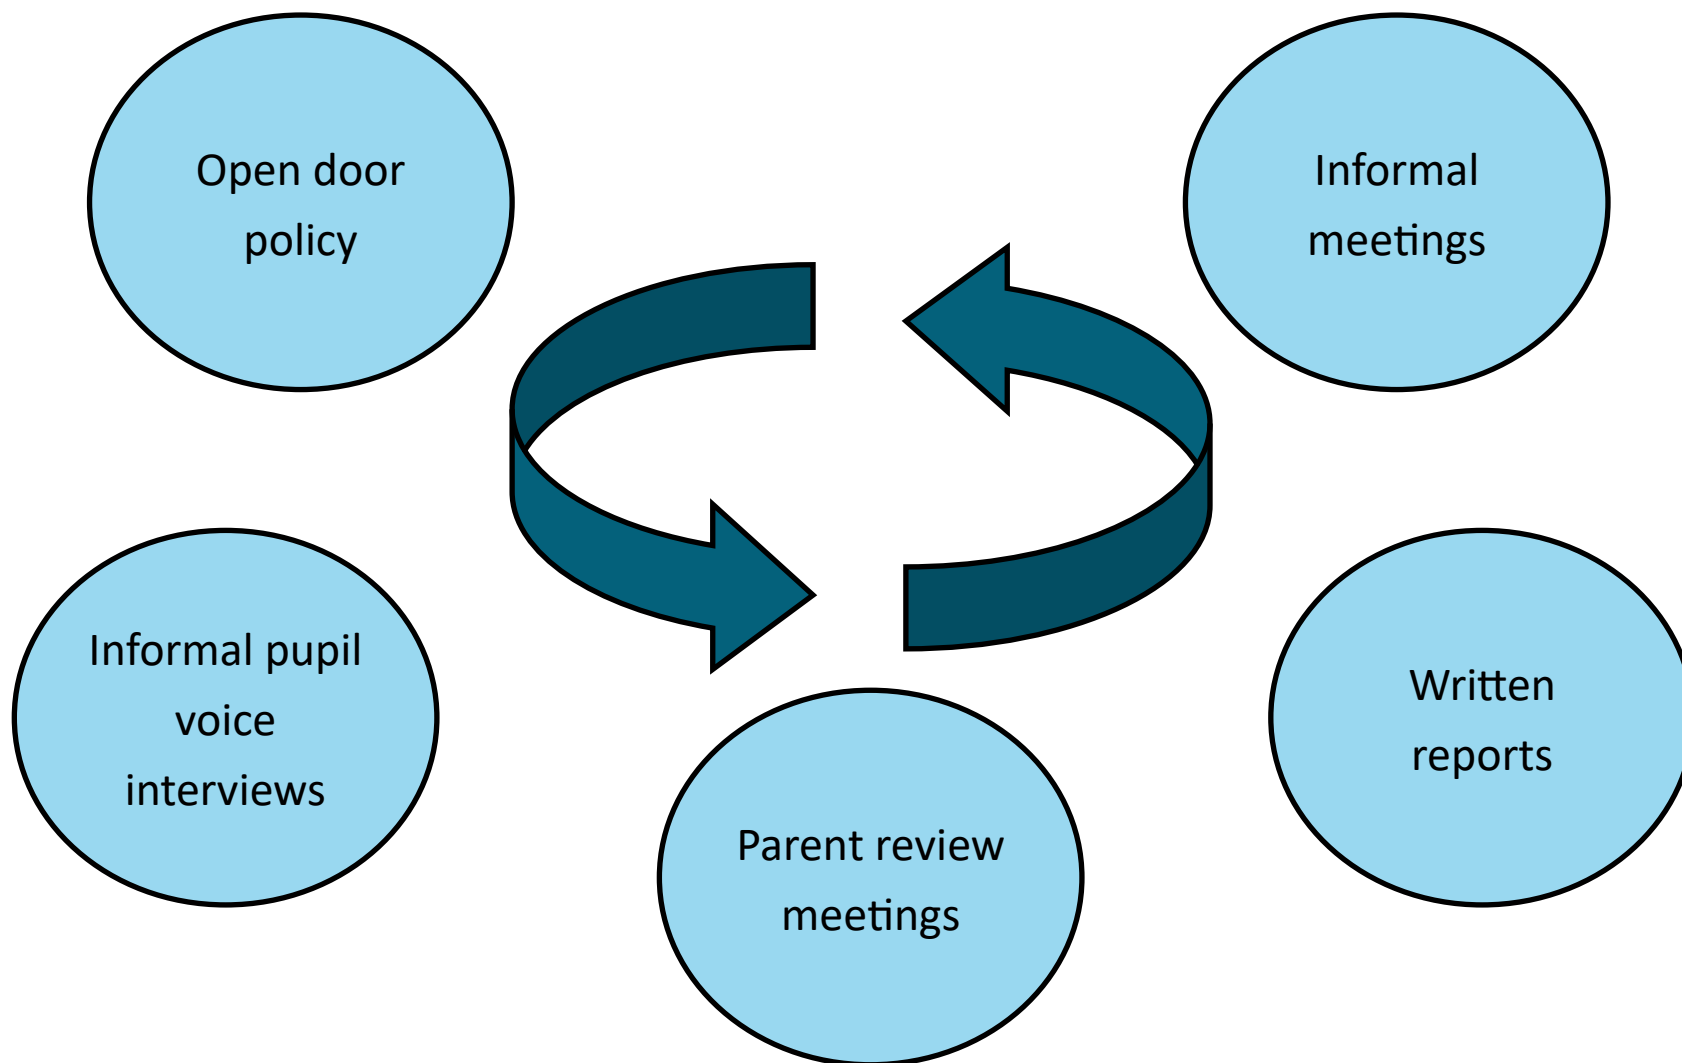 Open door
policy
Informal
meetings
Informal pupil
voice
interviews
Written
reports
Parent review
meetings